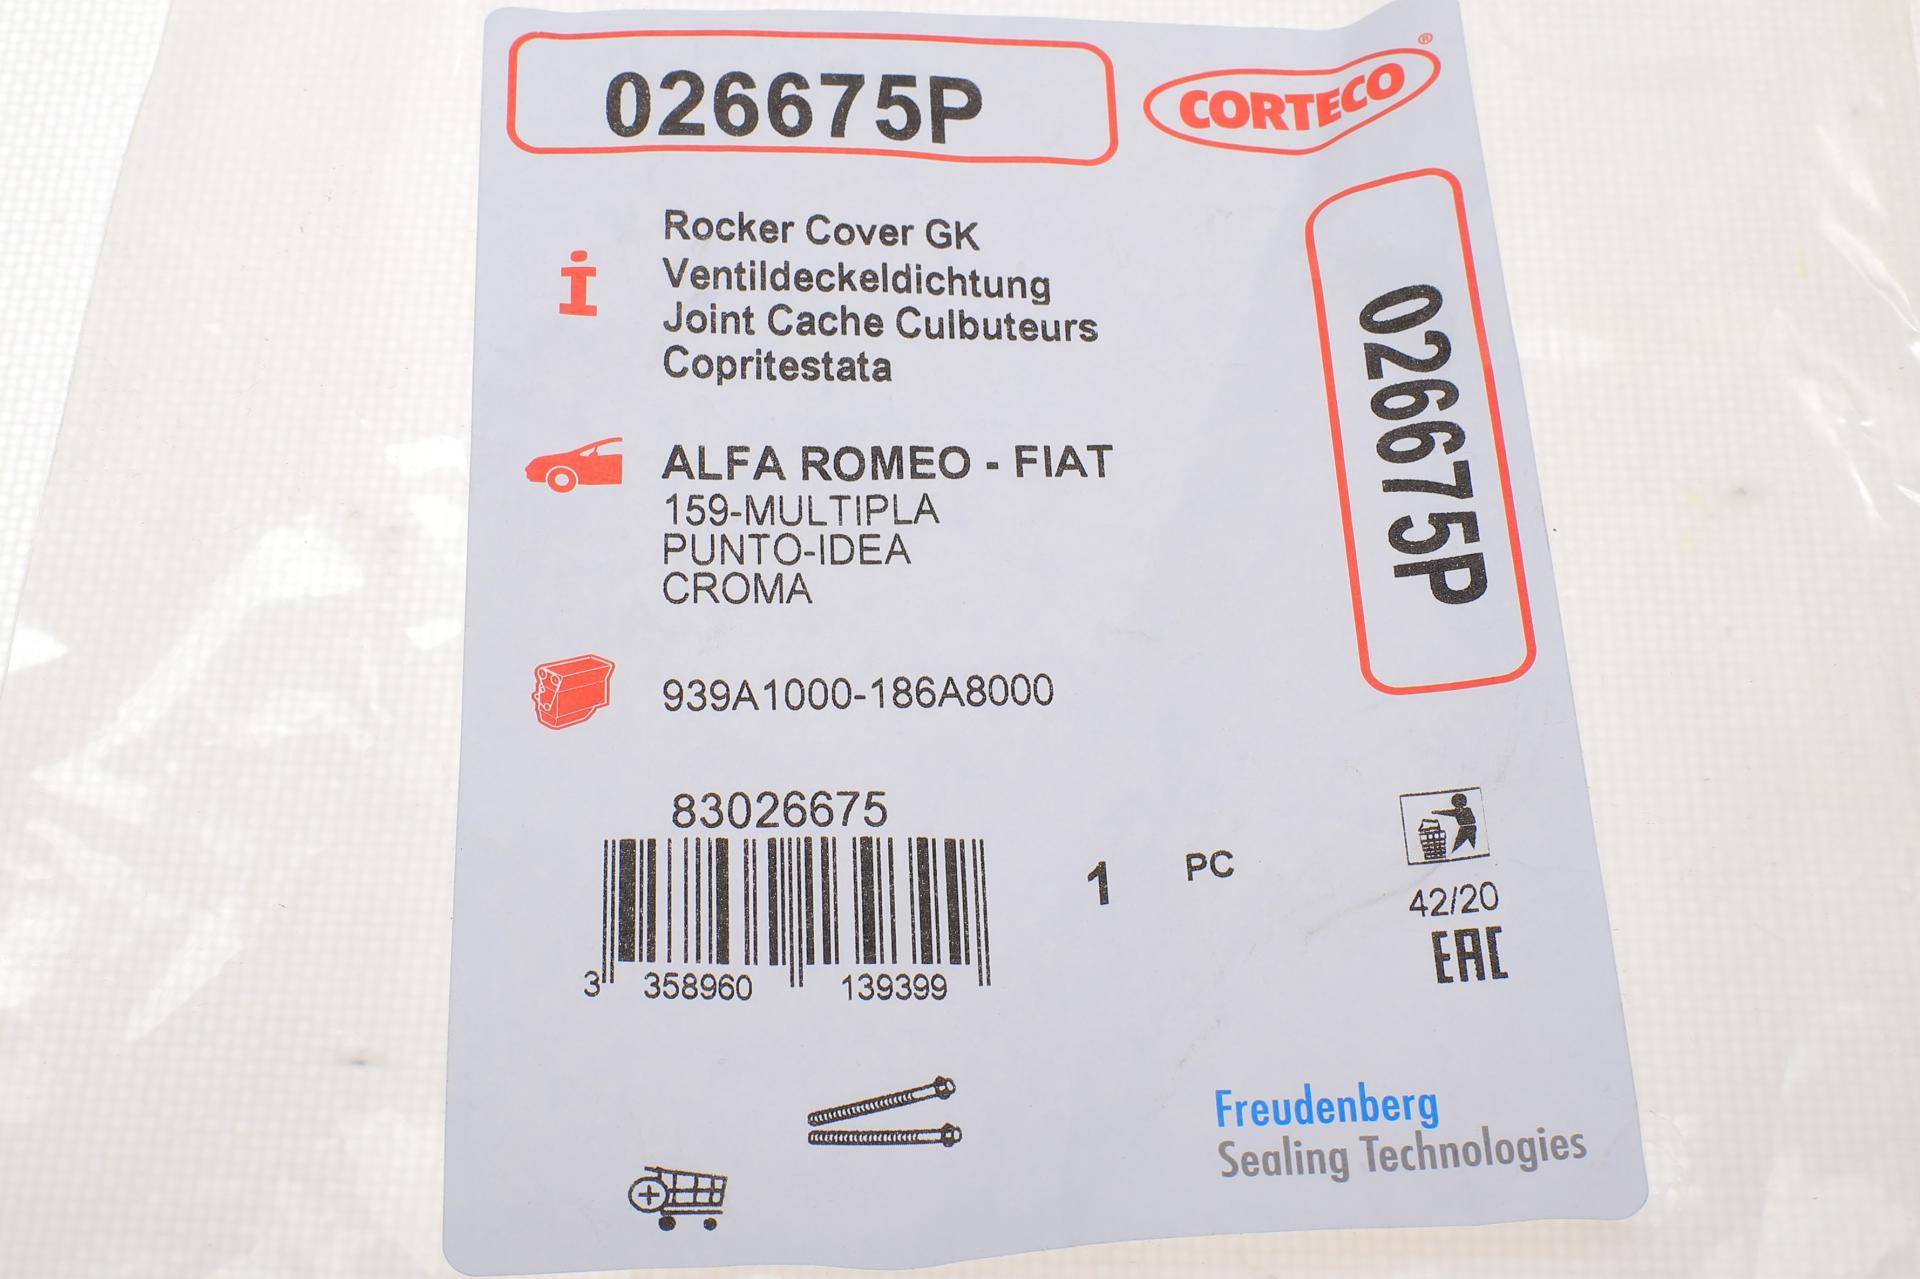 026675P
CORTECO®
Rocker Cover GK
Ventildeckeldichtung
Joint Cache Culbuteurs
Copritestata
026675P
ALFA ROMEO - FIAT
159-MULTIPLA
PUNTO-IDEA
CROMA
939A1000-186A8000
83026675
3 358960 139399
1 PC
42/20
EAC
Freudenberg
Sealing Technologies